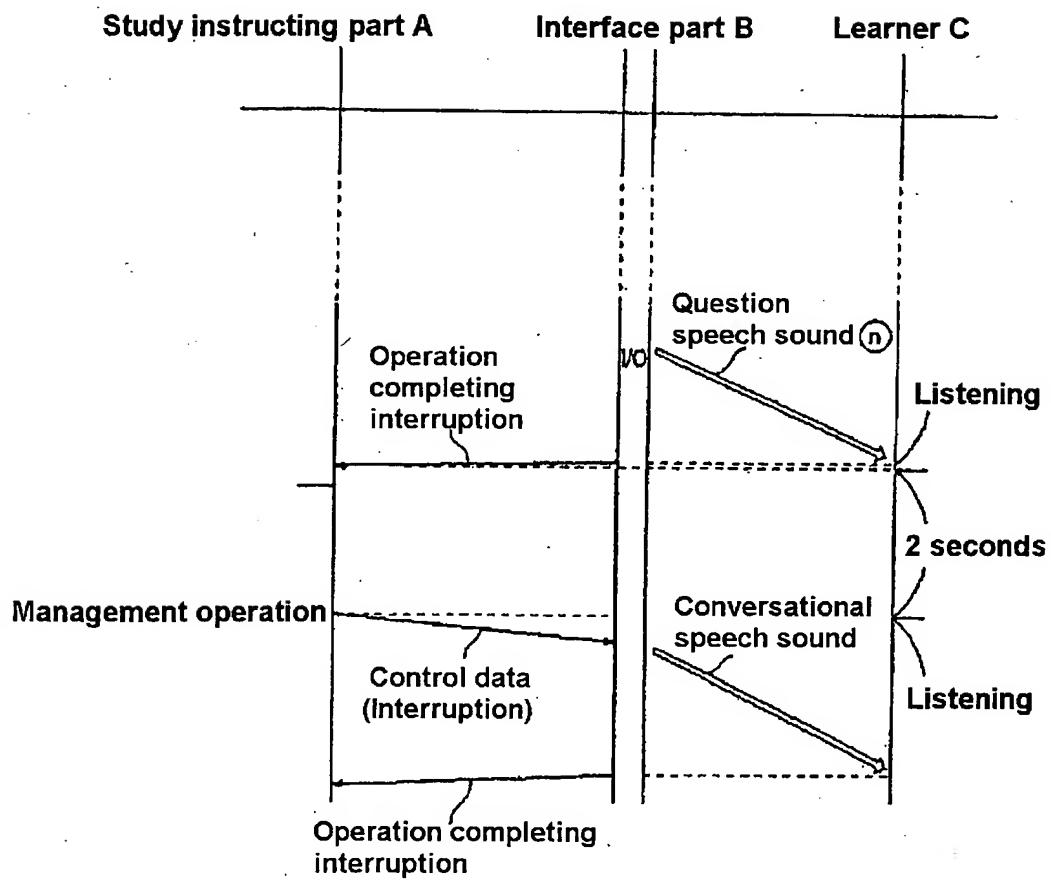 Study instructing part A
Interface part B
Learner C
Question
speech sound ⓝ
I/O
Operation
completing
interruption
Listening
2 seconds
Management operation
Conversational
speech sound
Control data
(Interruption)
Listening
Operation completing
interruption